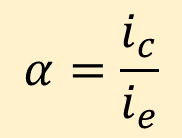 α = i_c / i_e